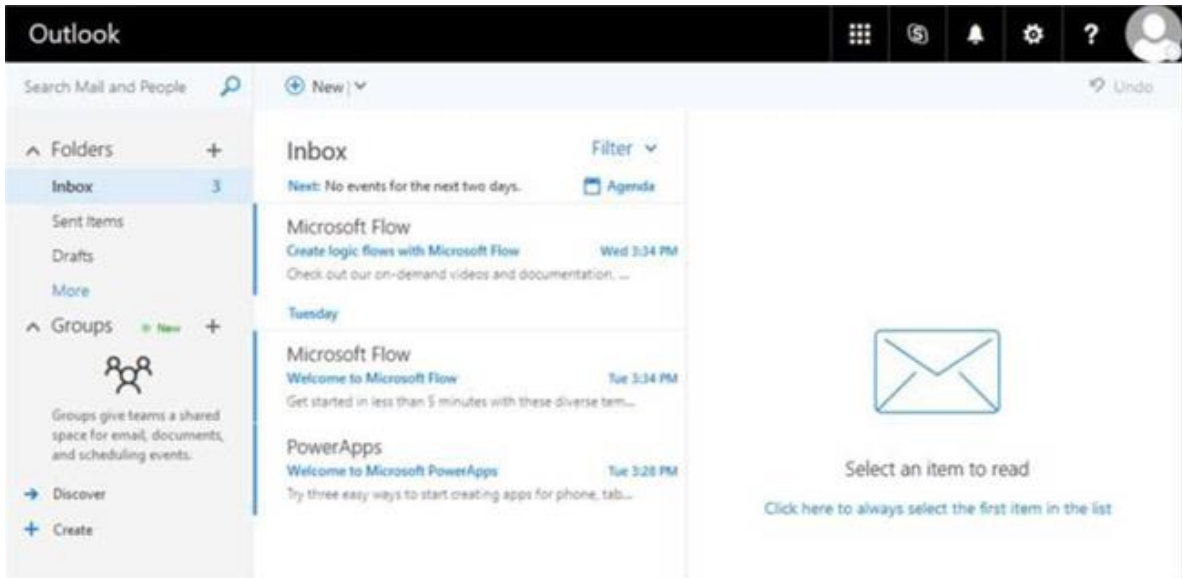 Outlook
?
Search Mail and People
New
Undo
Folders
Inbox 3
Sent Items
Drafts
More
Groups New
Groups give teams a shared
space for email, documents,
and scheduling events.
Discover
Create
Inbox Filter
Next: No events for the next two days. Agenda
Microsoft Flow
Create logic flows with Microsoft Flow Wed 3:34 PM
Check out our on-demand videos and documentation. ...
Tuesday
Microsoft Flow
Welcome to Microsoft Flow Tue 3:34 PM
Get started in less than 5 minutes with these diverse tem...
PowerApps
Welcome to Microsoft PowerApps Tue 3:28 PM
Try three easy ways to start creating apps for phone, tab...
Select an item to read
Click here to always select the first item in the list